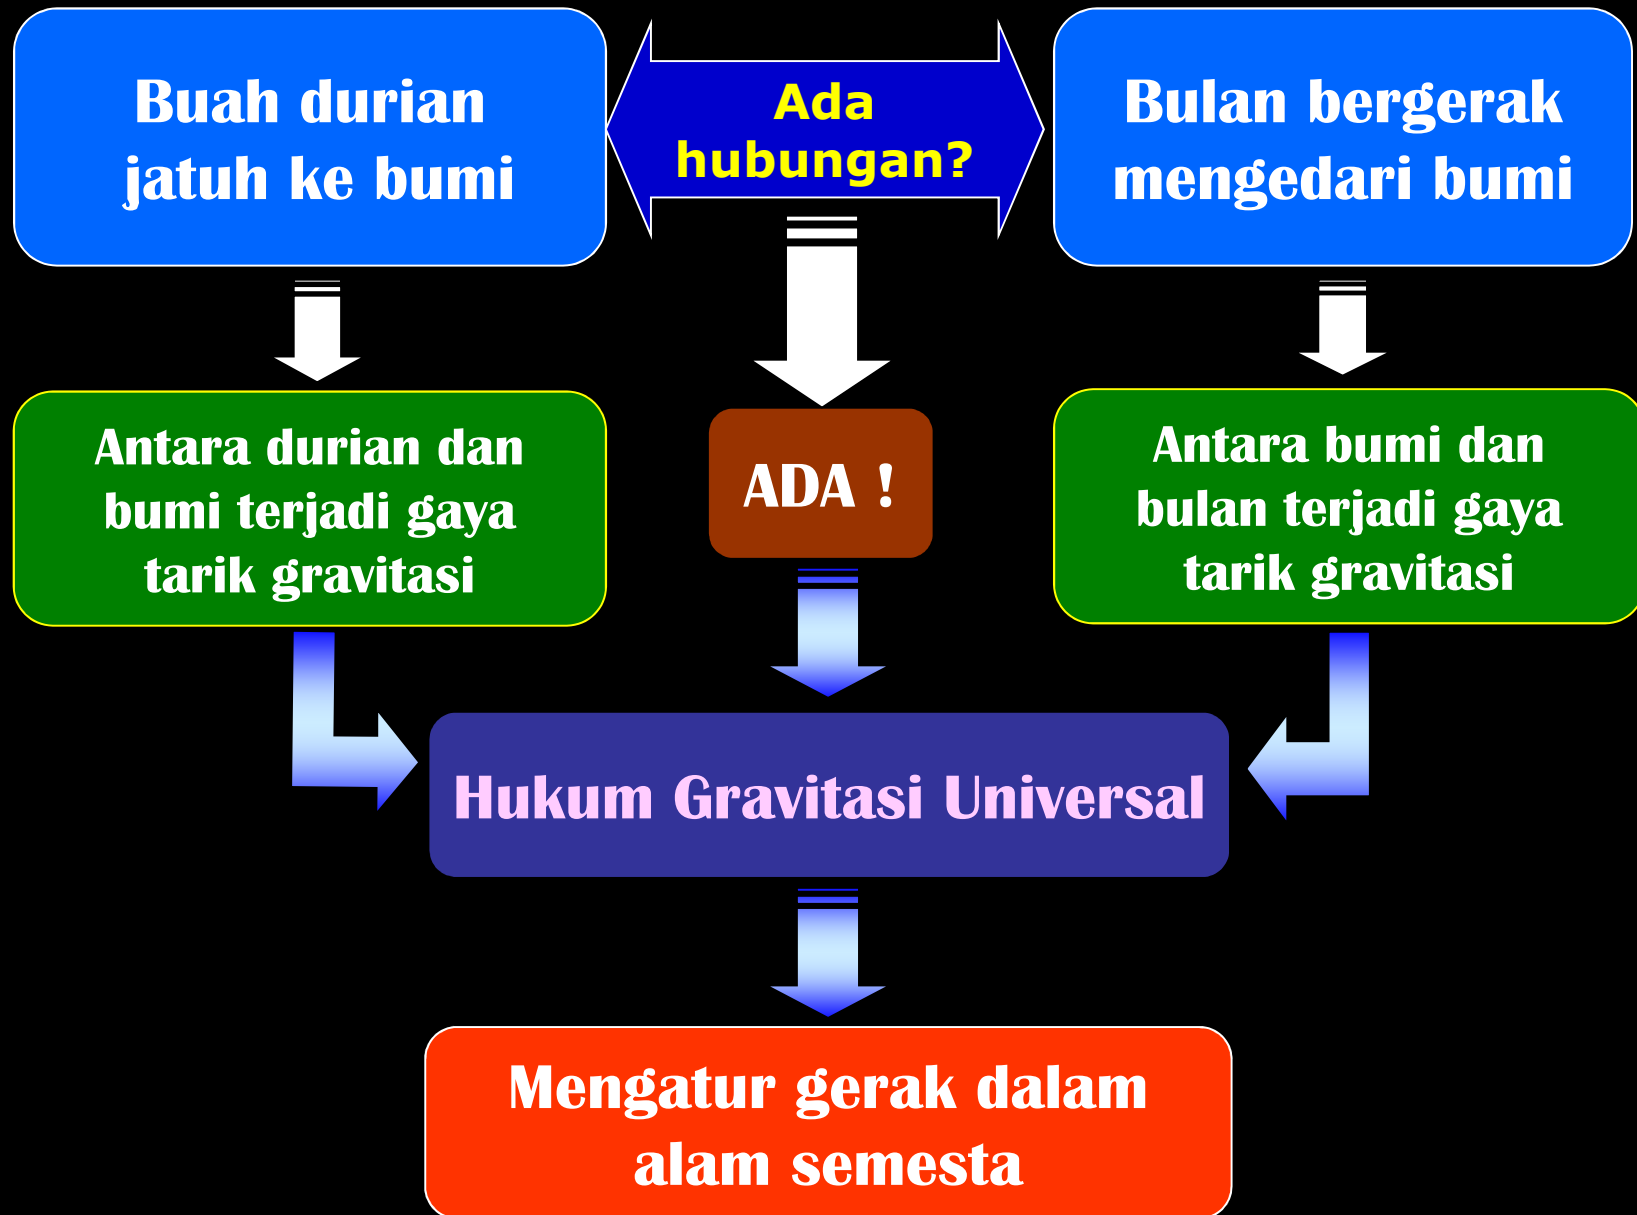 Buah durian
jatuh ke bumi
Ada
hubungan?
Bulan bergerak
mengedari bumi
Antara durian dan
bumi terjadi gaya
tarik gravitasi
ADA !
Antara bumi dan
bulan terjadi gaya
tarik gravitasi
Hukum Gravitasi Universal
Mengatur gerak dalam
alam semesta